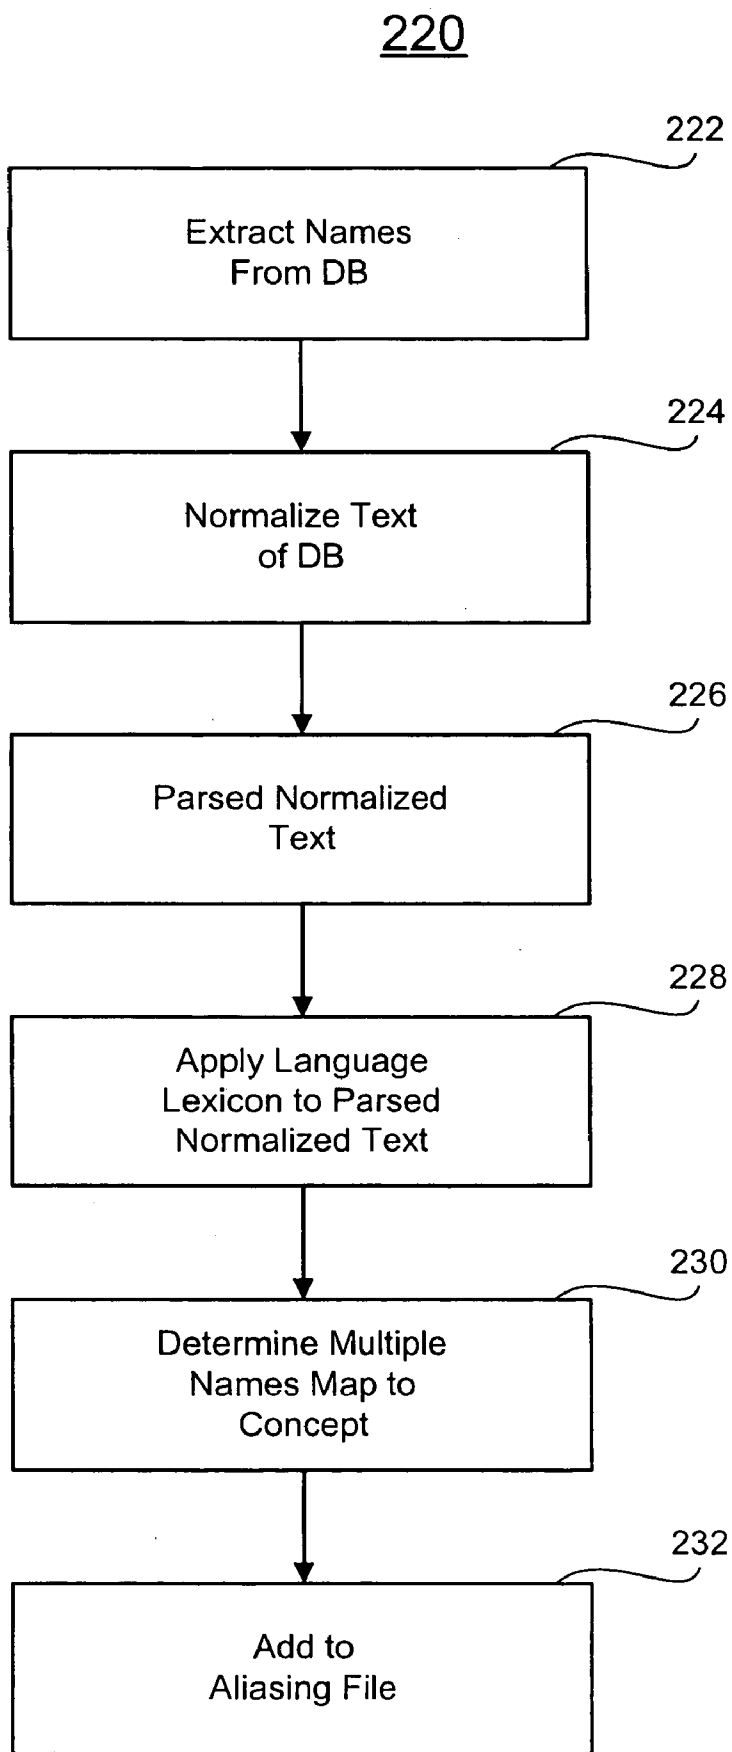 220
222
Extract Names
From DB
224
Normalize Text
of DB
226
Parsed Normalized
Text
228
Apply Language
Lexicon to Parsed
Normalized Text
230
Determine Multiple
Names Map to
Concept
232
Add to
Aliasing File